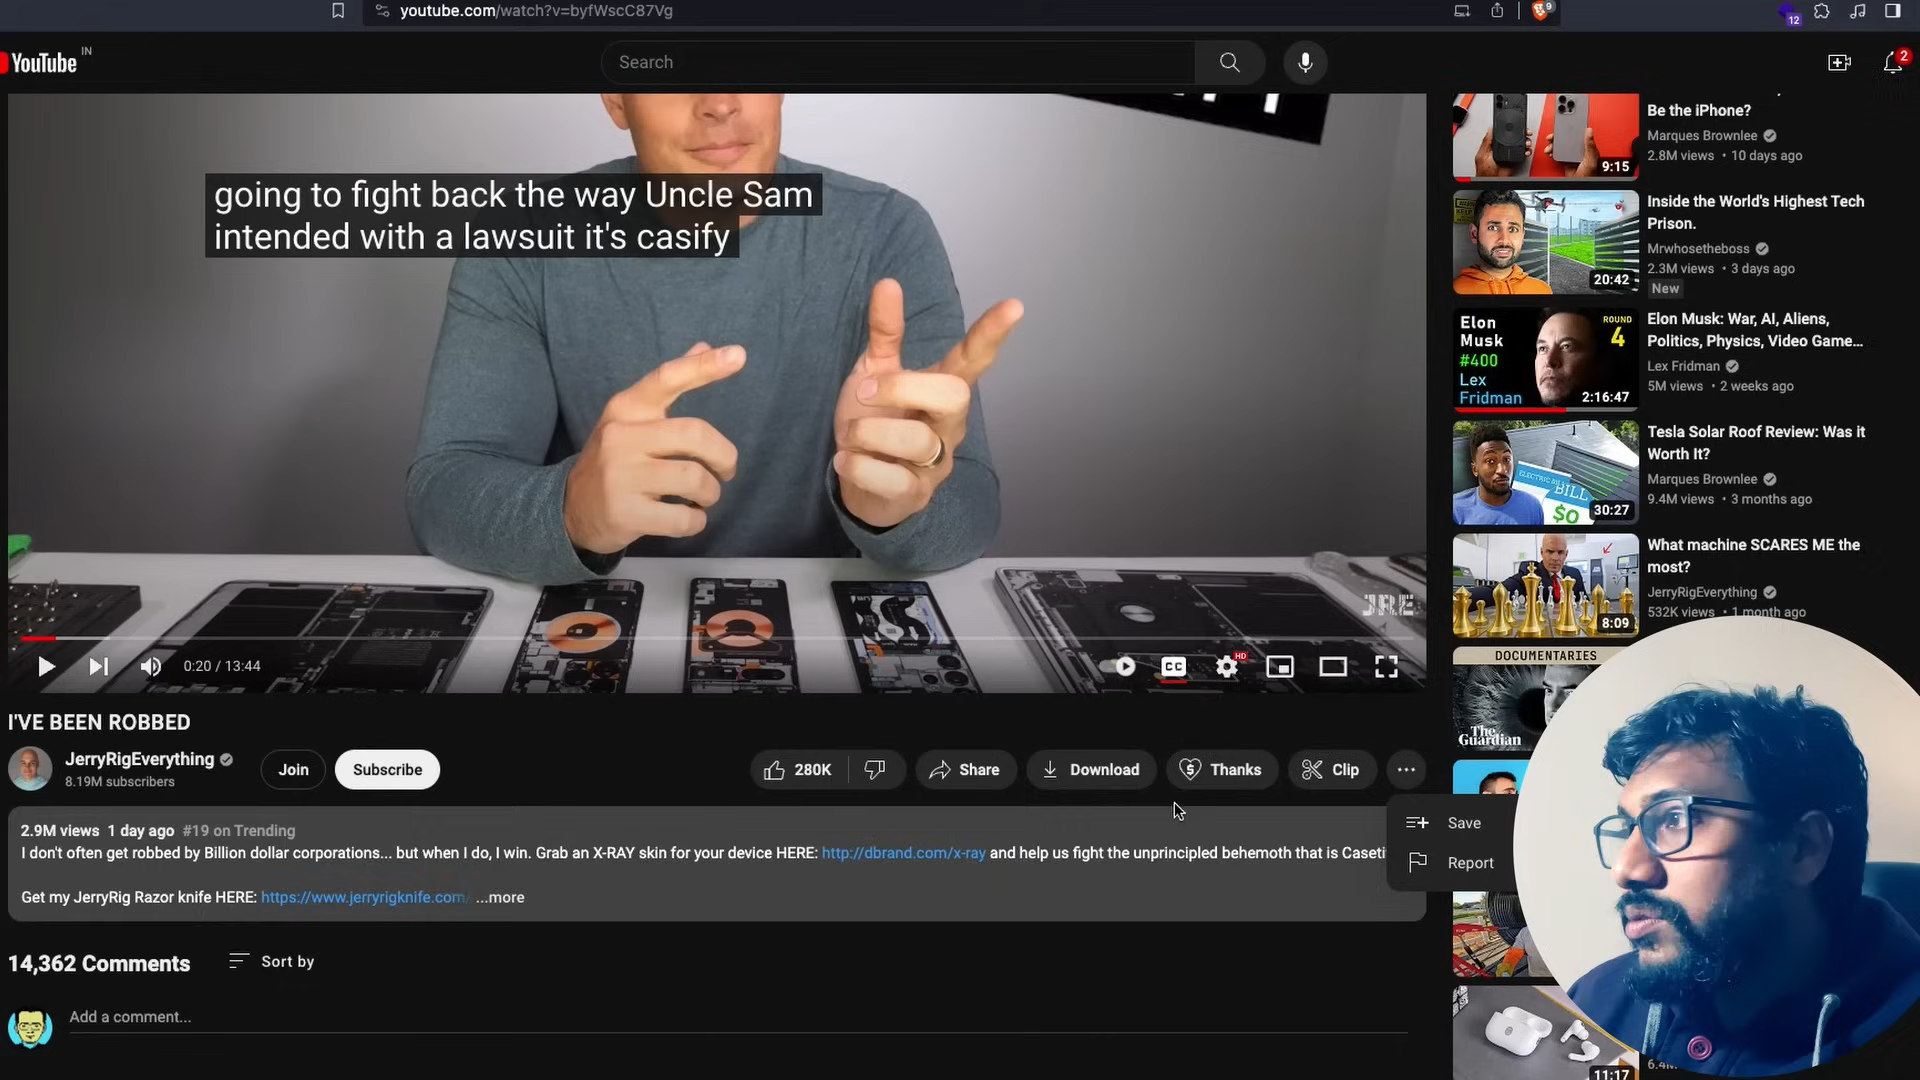 youtube.com/watch?v=byfWscC87Vg
9
12
YouTube IN
Search
2
going to fight back the way Uncle Sam
intended with a lawsuit it's casify
JRE
0:20 / 13:44
CC
HD
I'VE BEEN ROBBED
JerryRigEverything
8.19M subscribers
Join
Subscribe
280K
Share
Download
Thanks
Clip
Save
Report
2.9M views 1 day ago #19 on Trending
I don't often get robbed by Billion dollar corporations... but when I do, I win. Grab an X-RAY skin for your device HERE: http://dbrand.com/x-ray and help us fight the unprincipled behemoth that is Caseti
Get my JerryRig Razor knife HERE: https://www.jerryrigknife.com/ ...more
14,362 Comments
Sort by
Add a comment...
Be the iPhone?
Marques Brownlee
2.8M views • 10 days ago
9:15
Inside the World's Highest Tech
Prison.
Mrwhosetheboss
2.3M views • 3 days ago
New
20:42
Elon Musk: War, AI, Aliens,
Politics, Physics, Video Game...
Lex Fridman
5M views • 2 weeks ago
Elon
Musk
#400
Lex
Fridman
ROUND
4
2:16:47
Tesla Solar Roof Review: Was it
Worth It?
Marques Brownlee
9.4M views • 3 months ago
ELECTRIC BILL
BILL
$0
30:27
What machine SCARES ME the
most?
JerryRigEverything
532K views • 1 month ago
8:09
DOCUMENTARIES
The
Guardian
11:17
6.4M